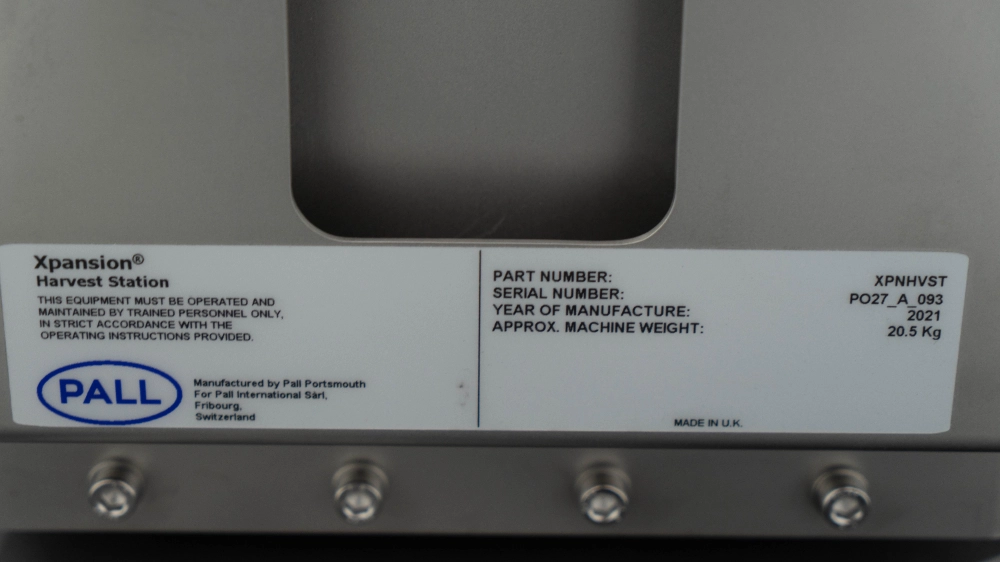 Xpansion®
Harvest Station
THIS EQUIPMENT MUST BE OPERATED AND
MAINTAINED BY TRAINED PERSONNEL ONLY,
IN STRICT ACCORDANCE WITH THE
OPERATING INSTRUCTIONS PROVIDED.
PALL
Manufactured by Pall Portsmouth
For Pall International Sàrl,
Fribourg,
Switzerland
PART NUMBER: XPNHVST
SERIAL NUMBER: PO27_A_093
YEAR OF MANUFACTURE: 2021
APPROX. MACHINE WEIGHT: 20.5 Kg
MADE IN U.K.